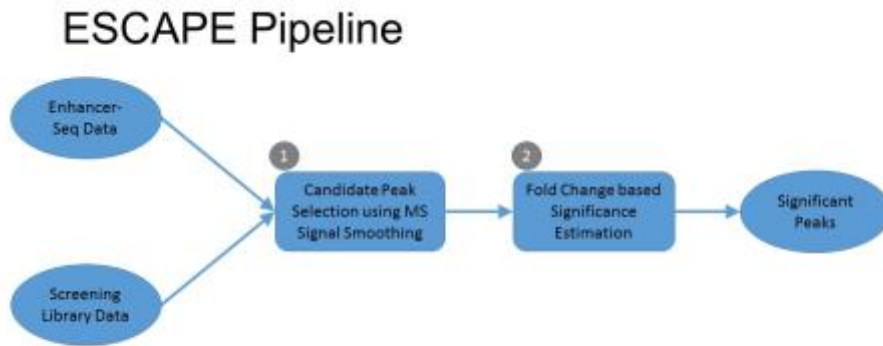 ESCAPE Pipeline
Enhancer-
Seq Data
1
Candidate Peak
Selection using MS
Signal Smoothing
2
Fold Change based
Significance
Estimation
Significant
Peaks
Screening
Library Data